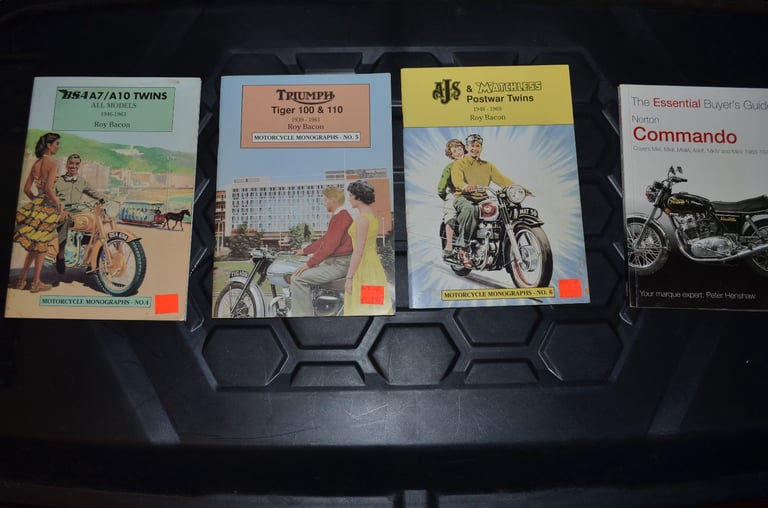 BSA A7/A10 TWINS
ALL MODELS
1946-1963
Roy Bacon
MOTORCYCLE MONOGRAPHS - NO.4
TRIUMPH
Tiger 100 & 110
1939 - 1961
Roy Bacon
MOTORCYCLE MONOGRAPHS - NO. 5
AJS & MATCHLESS
Postwar Twins
1948 - 1969
Roy Bacon
MOTORCYCLE MONOGRAPHS - NO. 6
The Essential Buyer's Guide
Norton
Commando
Your marque expert: Peter Henshaw